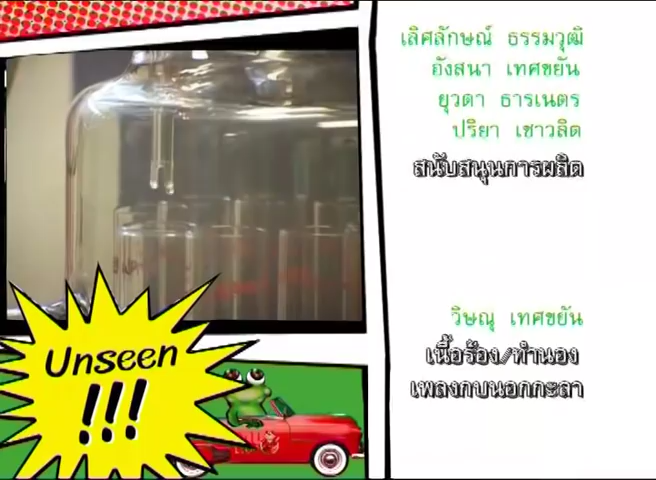 เลิศลักษณ์ ธรรมวุฒิ
อังสนา เทศขยัน
ยุวดา ธารเนตร
ปริยา เชาวลิต
สนับสนุนการผลิต
วิษณุ เทศขยัน
เนื้อร้อง/ทำนอง
เพลงกบนอกกะลา
Unseen
!!!